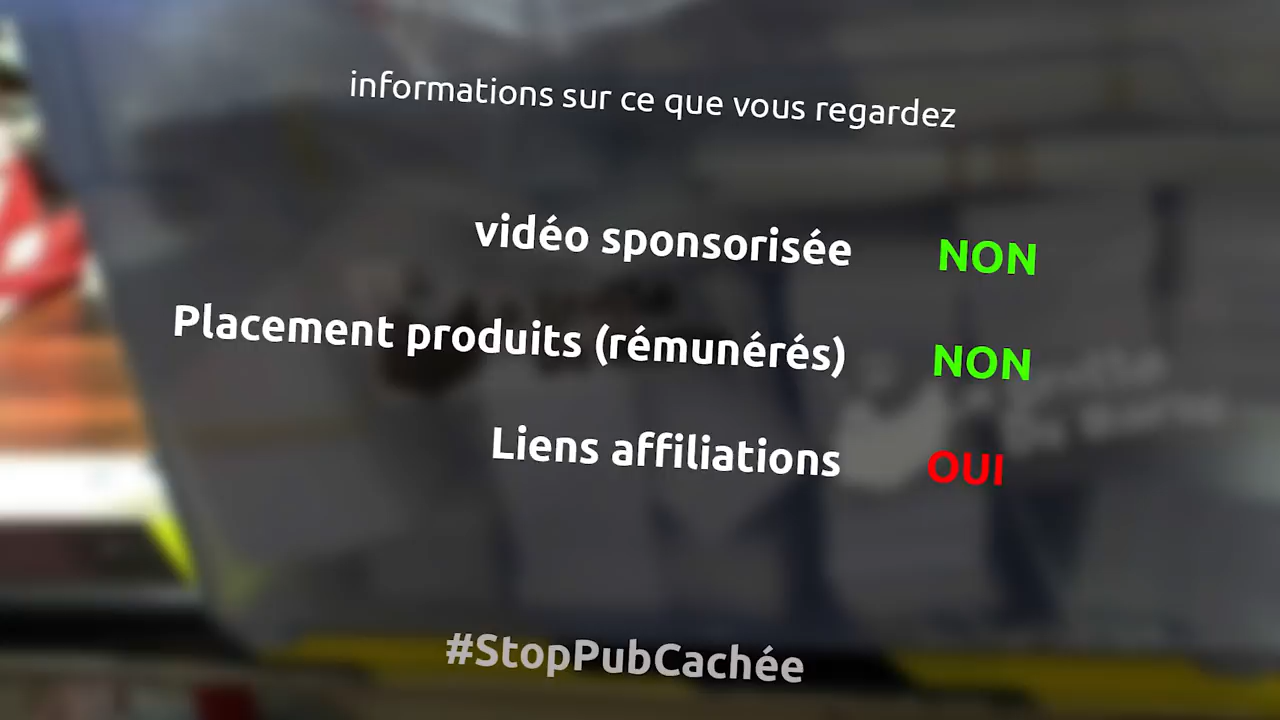 informations sur ce que vous regardez
vidéo sponsorisée NON
Placement produits (rémunérés) NON
Liens affiliations OUI
#StopPubCachée